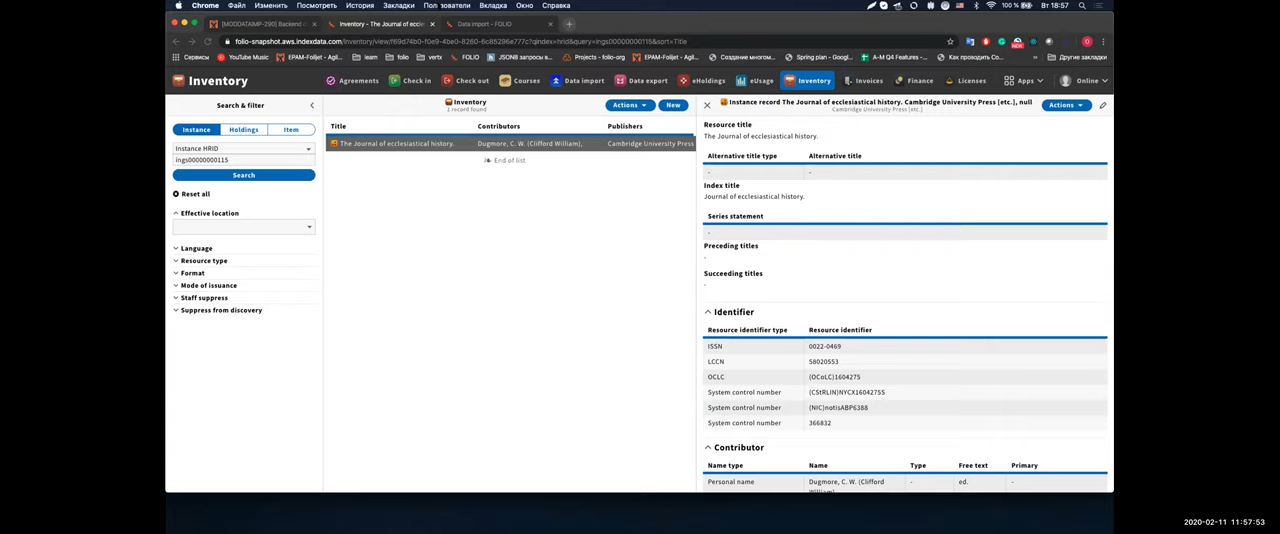 Chrome Файл Изменить Посмотреть История Закладки Пользователи Вкладка Окно Справка 100 % Вт 18:57
[MODDATAIMP-290] Backend Inventory - The Journal of eccles Data import - FOLIO
folio-snapshot.aws.indexdata.com/inventory/view/f69d74b0-f0e9-4be0-8260-6c85296e777c?qindex=hrid&query=ings00000000115&sort=Title
Сервисы EPAM-Folijet - Agil... learn folio vertx FOLIO JSONB запросы в... Projects - folio-org EPAM-Folijet - Agil... Создание многом... Spring plan - Googl... A-M Q4 Features -... Как проводить Co... Другие закладки
Inventory Agreements Check in Check out Courses Data import Data export eHoldings eUsage Inventory Invoices Finance Licenses Apps Online
Search & filter
Instance Holdings Item
Instance HRID
ings00000000115
Search
Reset all
Effective location
Language
Resource type
Format
Mode of issuance
Staff suppress
Suppress from discovery
Inventory
1 record found
Actions New
Title Contributors Publishers
The Journal of ecclesiastical history. Dugmore, C. W. (Clifford William), Cambridge University Press
End of list
Instance record The Journal of ecclesiastical history. Cambridge University Press [etc.], null
Cambridge University Press [etc.]
Actions
Resource title
The Journal of ecclesiastical history.
Alternative title type Alternative title
- -
Index title
Journal of ecclesiastical history.
Series statement
-
Preceding titles
-
Succeeding titles
-
Identifier
Resource identifier type Resource identifier
ISSN 0022-0469
LCCN 58020553
OCLC (OCoLC)1604275
System control number (CStRLIN)NYCX1604275S
System control number (NIC)notisABP6388
System control number 366832
Contributor
Name type Name Type Free text Primary
Personal name Dugmore, C. W. (Clifford - ed. -
William)
2020-02-11 11:57:53